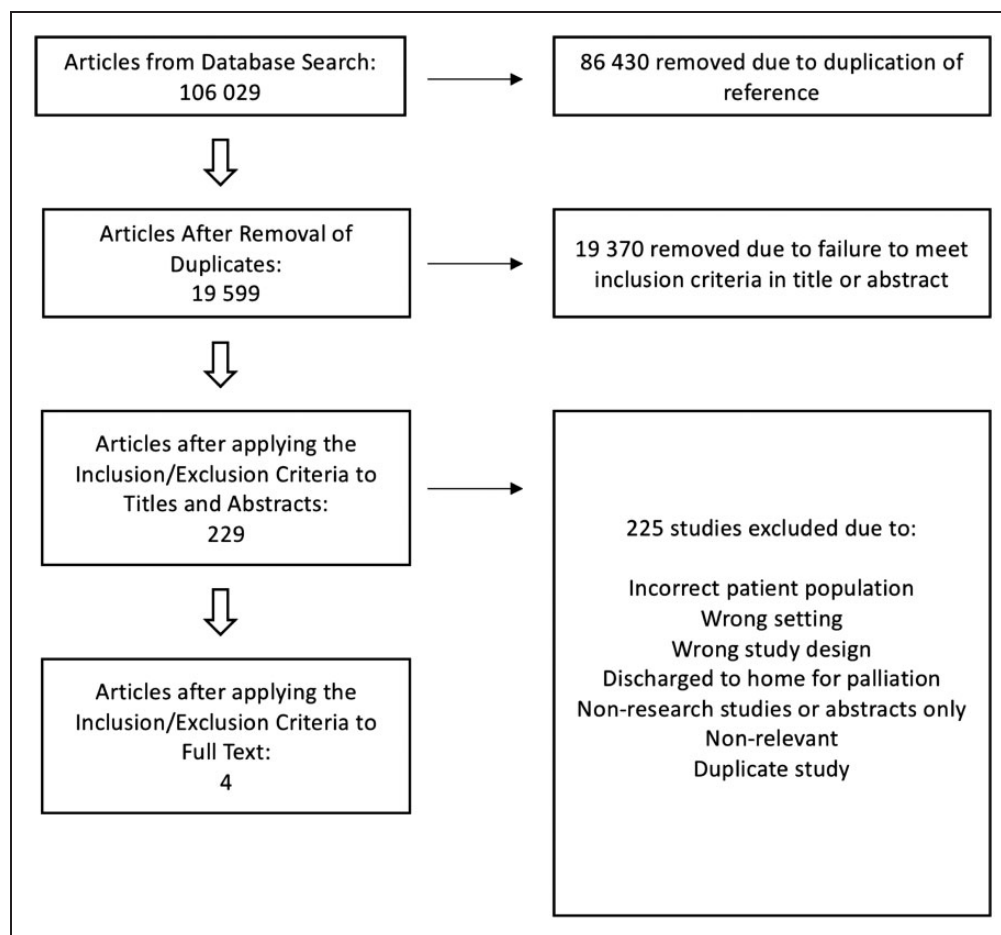 Articles from Database Search:
106 029
86 430 removed due to duplication of
reference
Articles After Removal of
Duplicates:
19 599
19 370 removed due to failure to meet
inclusion criteria in title or abstract
Articles after applying the
Inclusion/Exclusion Criteria to
Titles and Abstracts:
229
225 studies excluded due to:
Incorrect patient population
Wrong setting
Wrong study design
Discharged to home for palliation
Non-research studies or abstracts only
Non-relevant
Duplicate study
Articles after applying the
Inclusion/Exclusion Criteria to
Full Text:
4